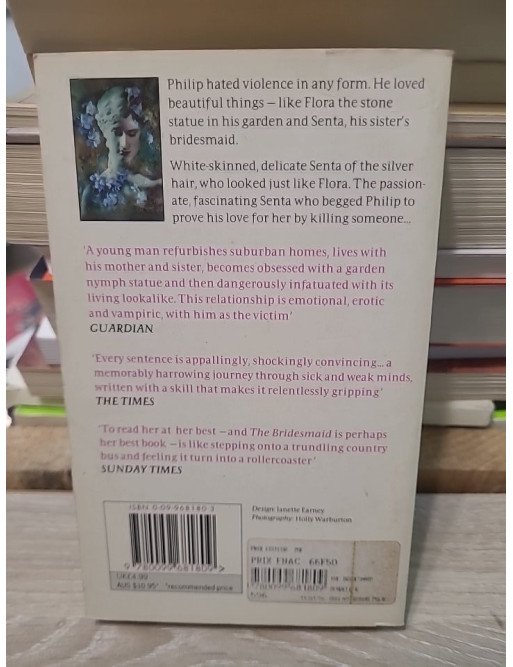 Philip hated violence in any form. He loved
beautiful things – like Flora the stone
statue in his garden and Senta, his sister's
bridesmaid.
White-skinned, delicate Senta of the silver
hair, who looked just like Flora. The passion-
ate, fascinating Senta who begged Philip to
prove his love for her by killing someone...
'A young man refurbishes suburban homes, lives with
his mother and sister, becomes obsessed with a garden
nymph statue and then dangerously infatuated with its
living lookalike. This relationship is emotional, erotic
and vampiric, with him as the victim'
GUARDIAN
'Every sentence is appallingly, shockingly convincing... a
memorably harrowing journey through sick and weak minds,
written with a skill that makes it relentlessly gripping'
THE TIMES
'To read her at her best – and The Bridesmaid is perhaps
her best book – is like stepping onto a trundling country
bus and feeling it turn into a rollercoaster'
SUNDAY TIMES
ISBN 0-09-968180-3
9 780099 681809 >
UK£4.99
AUS $10.95* *recommended price
Design: Janette Earney
Photography: Holly Warburton
PRIX FNAC 66F50